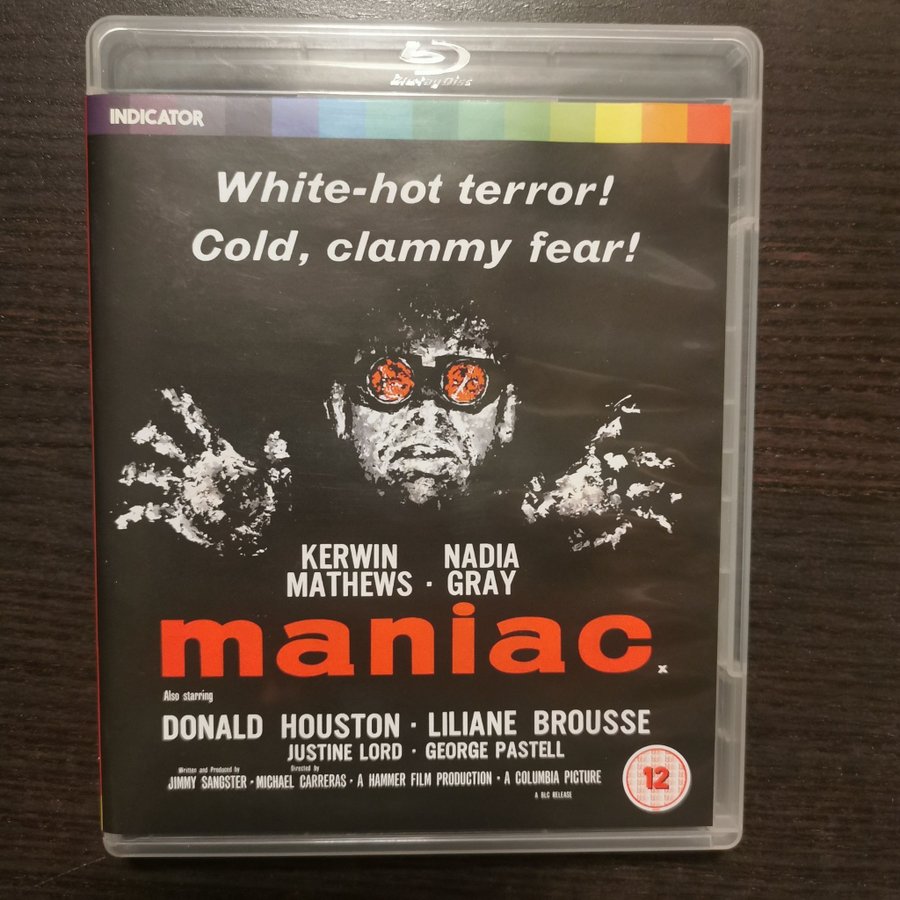 Blu-ray Disc
INDICATOR
White-hot terror!
Cold, clammy fear!
KERWIN NADIA
MATHEWS · GRAY
maniac x
Also starring
DONALD HOUSTON · LILIANE BROUSSE
JUSTINE LORD · GEORGE PASTELL
Written and Produced by Directed by
JIMMY SANGSTER · MICHAEL CARRERAS · A HAMMER FILM PRODUCTION · A COLUMBIA PICTURE
A BLC RELEASE
12